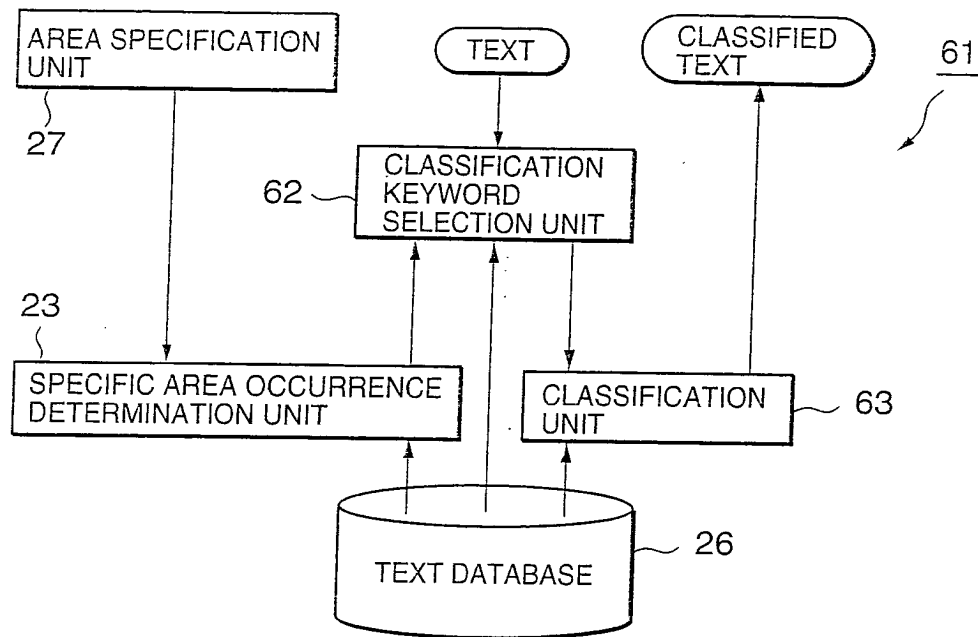 AREA SPECIFICATION
UNIT
27
TEXT
CLASSIFIED
TEXT
61
62
CLASSIFICATION
KEYWORD
SELECTION UNIT
23
SPECIFIC AREA OCCURRENCE
DETERMINATION UNIT
CLASSIFICATION
UNIT
63
TEXT DATABASE
26